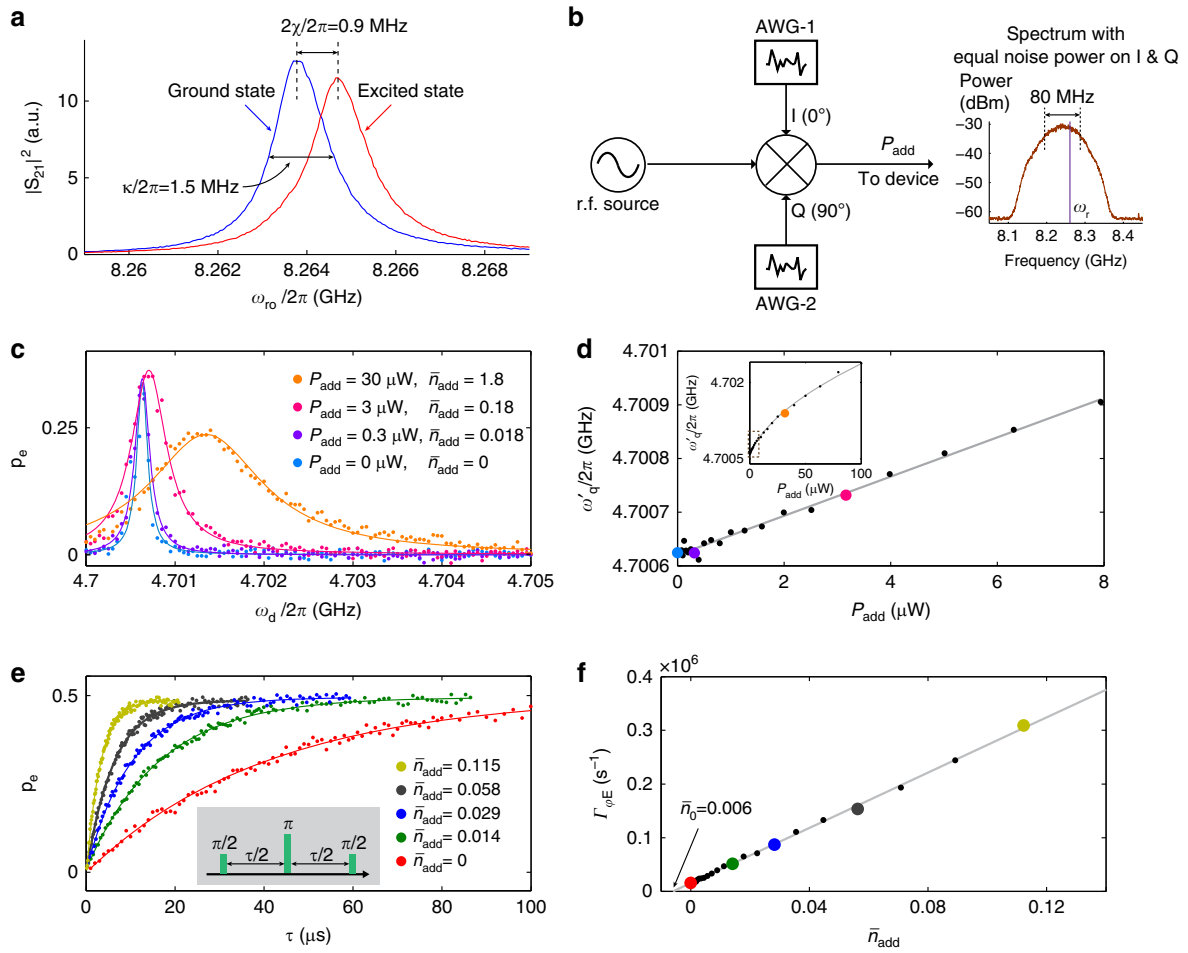 a
2χ/2π=0.9 MHz
Ground state
Excited state
κ/2π=1.5 MHz
|S21|² (a.u.)
10
5
0
8.26
8.262
8.264
8.266
8.268
ωro/2π (GHz)
b
AWG-1
I (0°)
r.f. source
Padd
To device
Q (90°)
AWG-2
Spectrum with
equal noise power on I & Q
Power
(dBm)
80 MHz
−30
−40
−50
−60
ωr
8.1
8.2
8.3
8.4
Frequency (GHz)
c
Padd = 30 μW, n̄add = 1.8
Padd = 3 μW, n̄add = 0.18
Padd = 0.3 μW, n̄add = 0.018
Padd = 0 μW, n̄add = 0
pe
0.25
0
4.7
4.701
4.702
4.703
4.704
4.705
ωd/2π (GHz)
d
4.701
4.7009
4.7008
4.7007
4.7006
ω′q/2π (GHz)
4.702
4.7005
ω′q/2π (GHz)
0
50
100
Padd (μW)
0
2
4
6
8
Padd (μW)
e
pe
0.5
0
n̄add= 0.115
n̄add= 0.058
n̄add= 0.029
n̄add= 0.014
n̄add= 0
π
π/2
τ/2
τ/2
π/2
0
20
40
60
80
100
τ (μs)
f
×10⁶
0.4
0.3
0.2
0.1
0
ΓφE (s⁻¹)
n̄0=0.006
0
0.04
0.08
0.12
n̄add